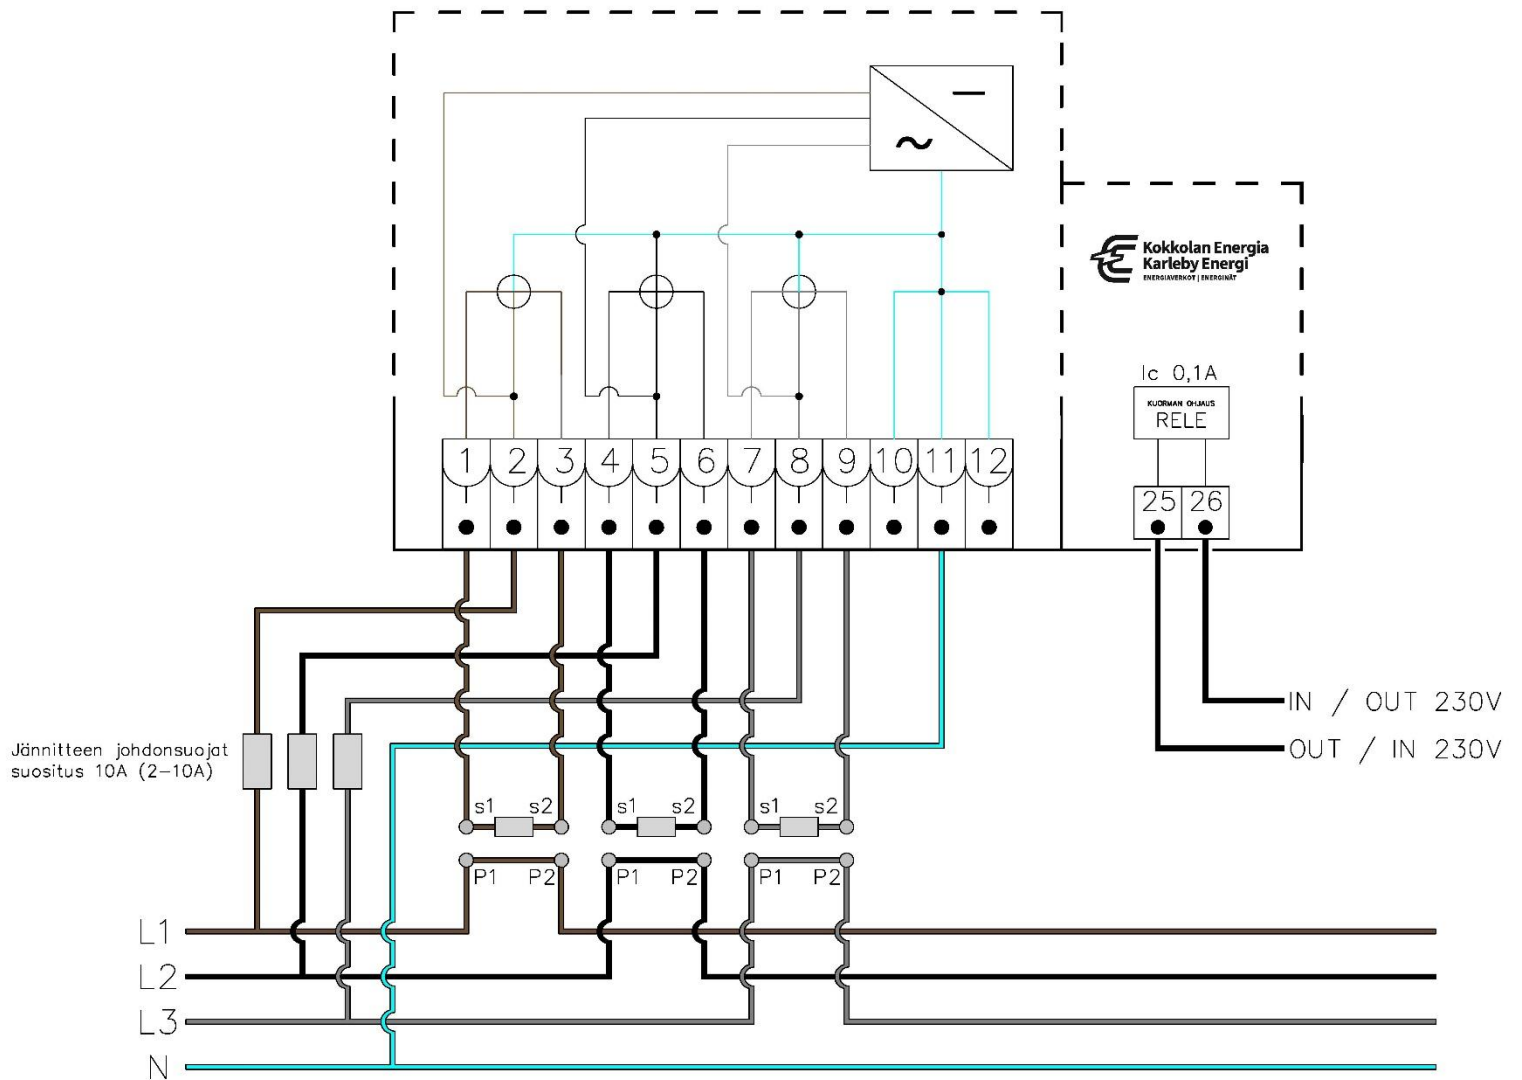 Kokkolan Energia
Karleby Energi
ENERGIAVERKOT | ENERGINÄT
Ic 0,1A
KUORMAN OHJAUS
RELE
1 2 3 4 5 6 7 8 9 10 11 12
25 26
IN / OUT 230V
OUT / IN 230V
Jännitteen johdonsuojat
suositus 10A (2-10A)
s1 s2 s1 s2 s1 s2
P1 P2 P1 P2 P1 P2
L1
L2
L3
N